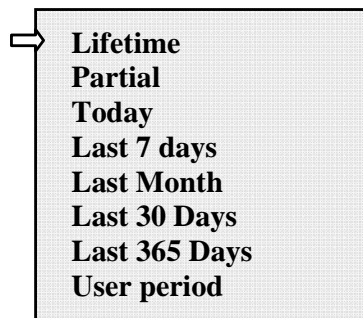 Lifetime
Partial
Today
Last 7 days
Last Month
Last 30 Days
Last 365 Days
User period